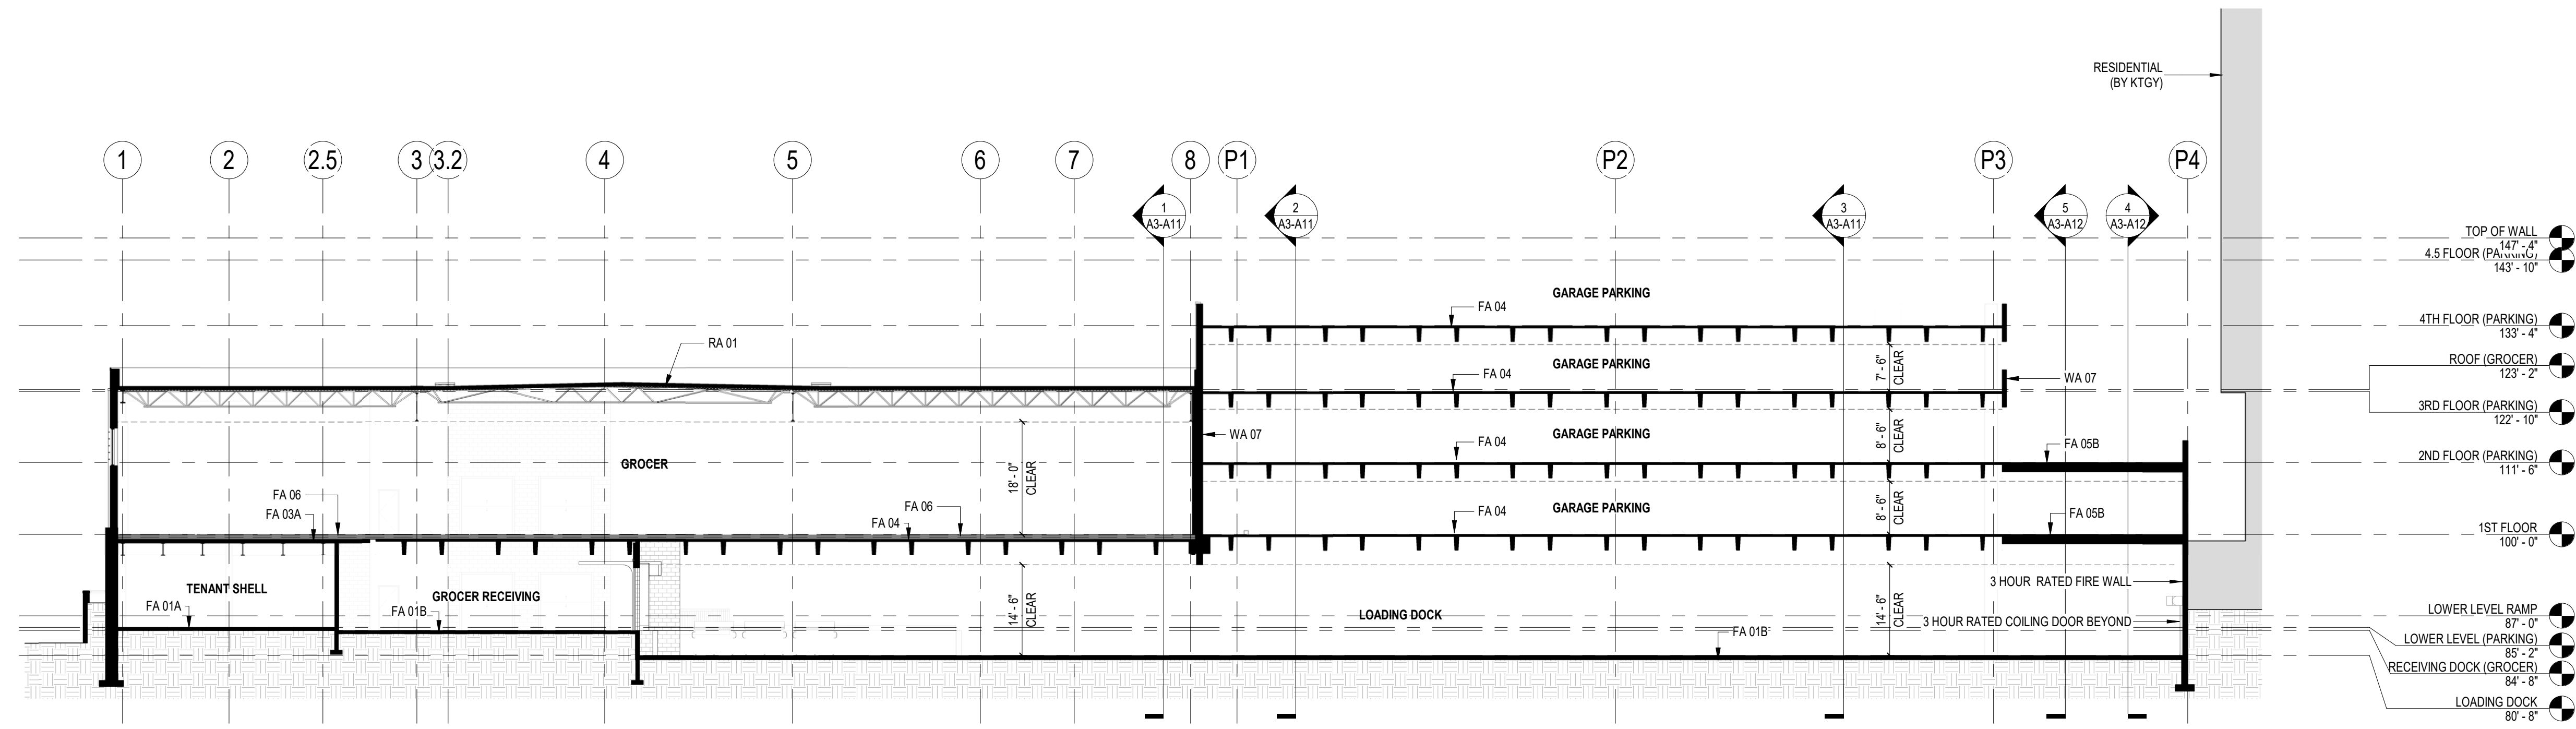 RESIDENTIAL
(BY KTGY)
1
2
2.5
3
3.2
4
5
6
7
8
P1
P2
P3
P4
1
A3-A11
2
A3-A11
3
A3-A11
5
A3-A12
4
A3-A12
TOP OF WALL
147' - 4"
4.5 FLOOR (PARKING)
143' - 10"
GARAGE PARKING
FA 04
4TH FLOOR (PARKING)
133' - 4"
RA 01
GARAGE PARKING
7' - 6"
CLEAR
ROOF (GROCER)
123' - 2"
FA 04
WA 07
3RD FLOOR (PARKING)
122' - 10"
WA 07
GARAGE PARKING
FA 04
8' - 6"
CLEAR
FA 05B
2ND FLOOR (PARKING)
111' - 6"
GROCER
18' - 0"
CLEAR
FA 06
FA 03A
FA 06
FA 04
GARAGE PARKING
FA 04
8' - 6"
CLEAR
FA 05B
1ST FLOOR
100' - 0"
TENANT SHELL
FA 01A
GROCER RECEIVING
FA 01B
14' - 6"
CLEAR
LOADING DOCK
14' - 6"
CLEAR
FA 01B
3 HOUR RATED FIRE WALL
3 HOUR RATED COILING DOOR BEYOND
LOWER LEVEL RAMP
87' - 0"
LOWER LEVEL (PARKING)
85' - 2"
RECEIVING DOCK (GROCER)
84' - 8"
LOADING DOCK
80' - 8"